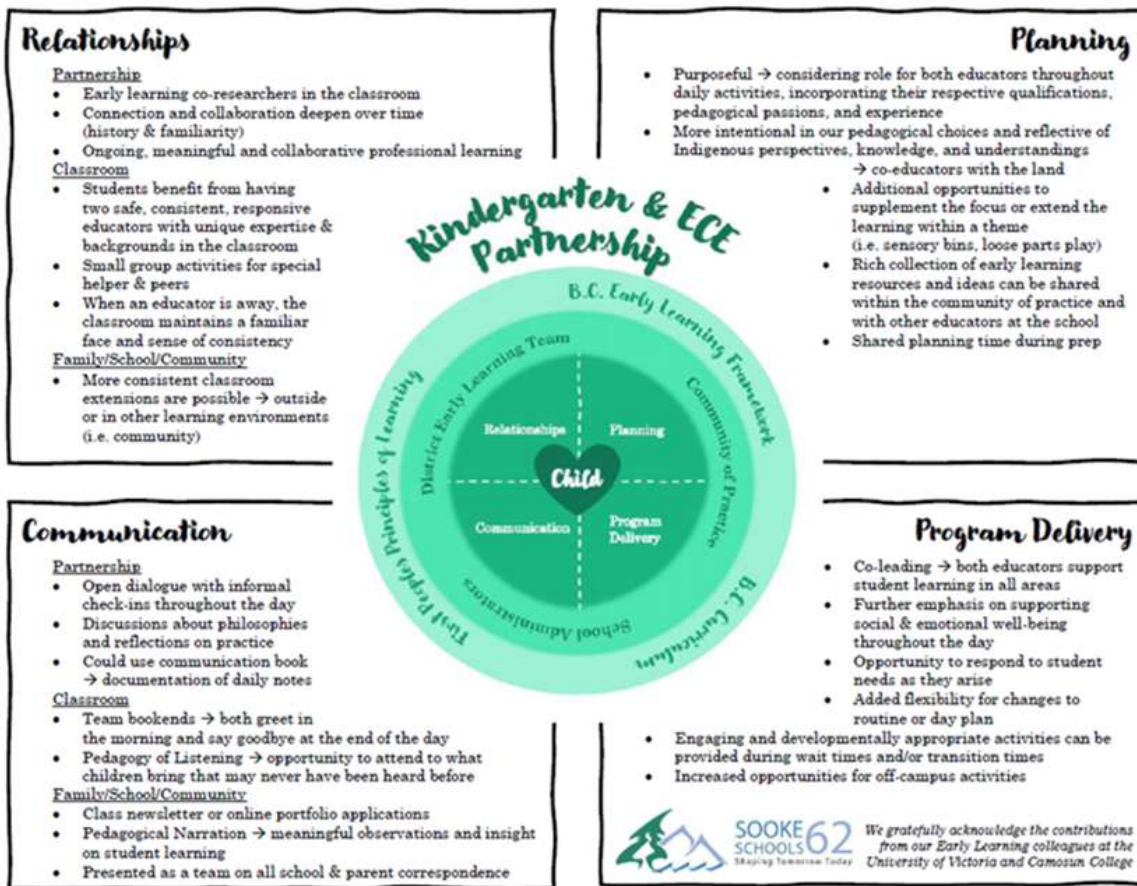 Relationships
Partnership
• Early learning co-researchers in the classroom
• Connection and collaboration deepen over time
(history & familiarity)
• Ongoing, meaningful and collaborative professional learning
Classroom
• Students benefit from having
two safe, consistent, responsive
educators with unique expertise &
backgrounds in the classroom
• Small group activities for special
helper & peers
• When an educator is away, the
classroom maintains a familiar
face and sense of consistency
Family/School/Community
• More consistent classroom
extensions are possible → outside
or in other learning environments
(i.e. community)
Planning
• Purposeful → considering role for both educators throughout
daily activities, incorporating their respective qualifications,
pedagogical passions, and experience
• More intentional in our pedagogical choices and reflective of
Indigenous perspectives, knowledge, and understandings
→ co-educators with the land
• Additional opportunities to
supplement the focus or extend the
learning within a theme
(i.e. sensory bins, loose parts play)
• Rich collection of early learning
resources and ideas can be shared
within the community of practice and
with other educators at the school
• Shared planning time during prep
Kindergarten & ECE
Partnership
B.C. Early Learning Framework
First Peoples Principles of Learning
B.C. Curriculum
District Early Learning Team
Community of Practice
School Administrators
Relationships
Planning
Child
Communication
Program
Delivery
Communication
Partnership
• Open dialogue with informal
check-ins throughout the day
• Discussions about philosophies
and reflections on practice
• Could use communication book
→ documentation of daily notes
Classroom
• Team bookends → both greet in
the morning and say goodbye at the end of the day
• Pedagogy of Listening → opportunity to attend to what
children bring that may never have been heard before
Family/School/Community
• Class newsletter or online portfolio applications
• Pedagogical Narration → meaningful observations and insight
on student learning
• Presented as a team on all school & parent correspondence
Program Delivery
• Co-leading → both educators support
student learning in all areas
• Further emphasis on supporting
social & emotional well-being
throughout the day
• Opportunity to respond to student
needs as they arise
• Added flexibility for changes to
routine or day plan
• Engaging and developmentally appropriate activities can be
provided during wait times and/or transition times
• Increased opportunities for off-campus activities
SOOKE
SCHOOLS 62
Shaping Tomorrow Today
We gratefully acknowledge the contributions
from our Early Learning colleagues at the
University of Victoria and Camosun College